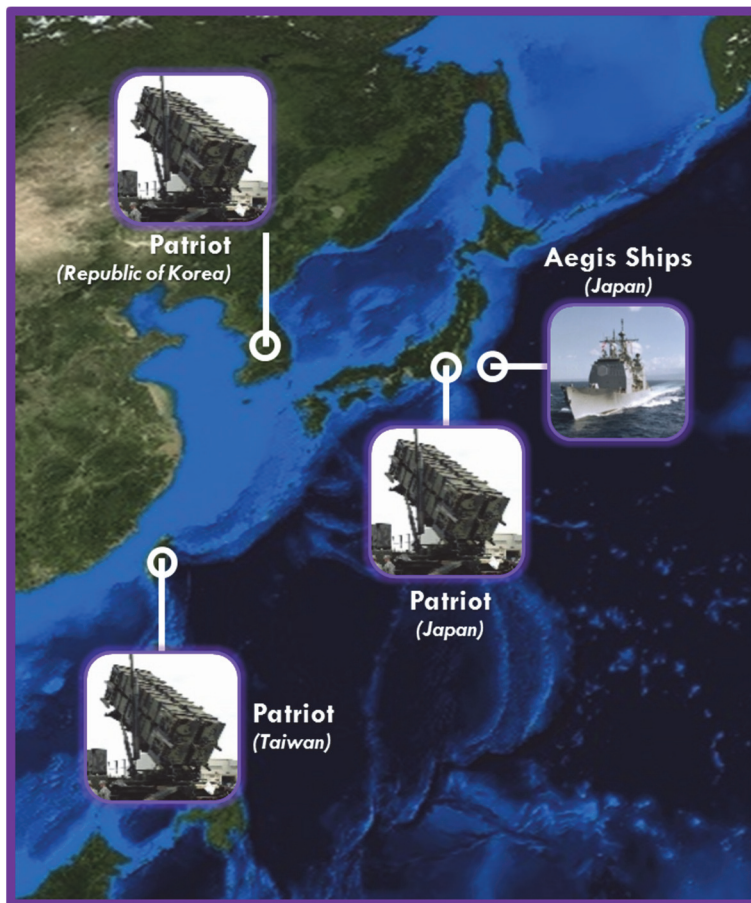 Patriot
(Republic of Korea)
Aegis Ships
(Japan)
Patriot
(Japan)
Patriot
(Taiwan)